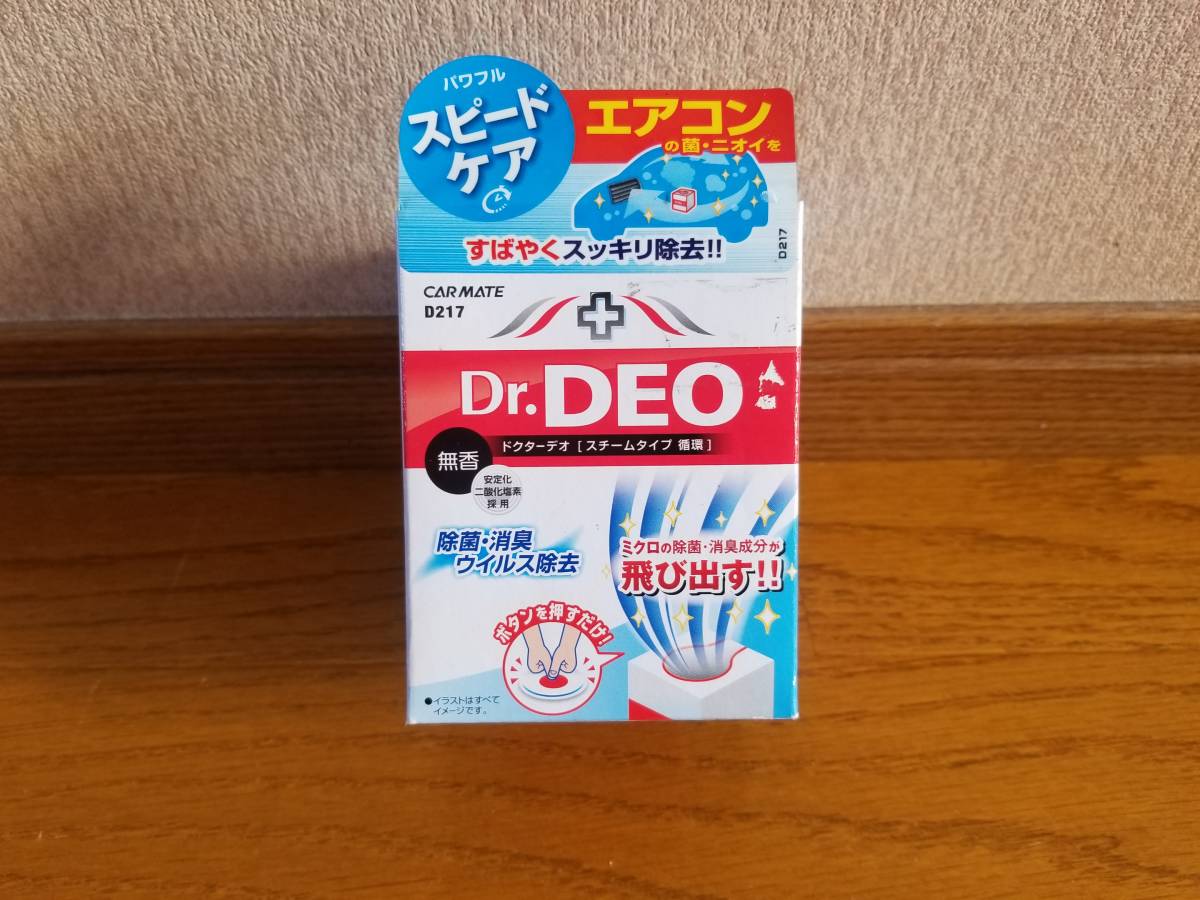 パワフル
スピード
ケア
エアコン
の菌・ニオイを
すばやくスッキリ除去!!
D217
CAR MATE
D217
Dr.DEO
ドクターデオ [ スチームタイプ 循環 ]
無香
安定化
二酸化塩素
採用
除菌・消臭
ウイルス除去
ミクロの除菌・消臭成分が
飛び出す!!
ボタンを押すだけ!
●イラストはすべて
イメージです。